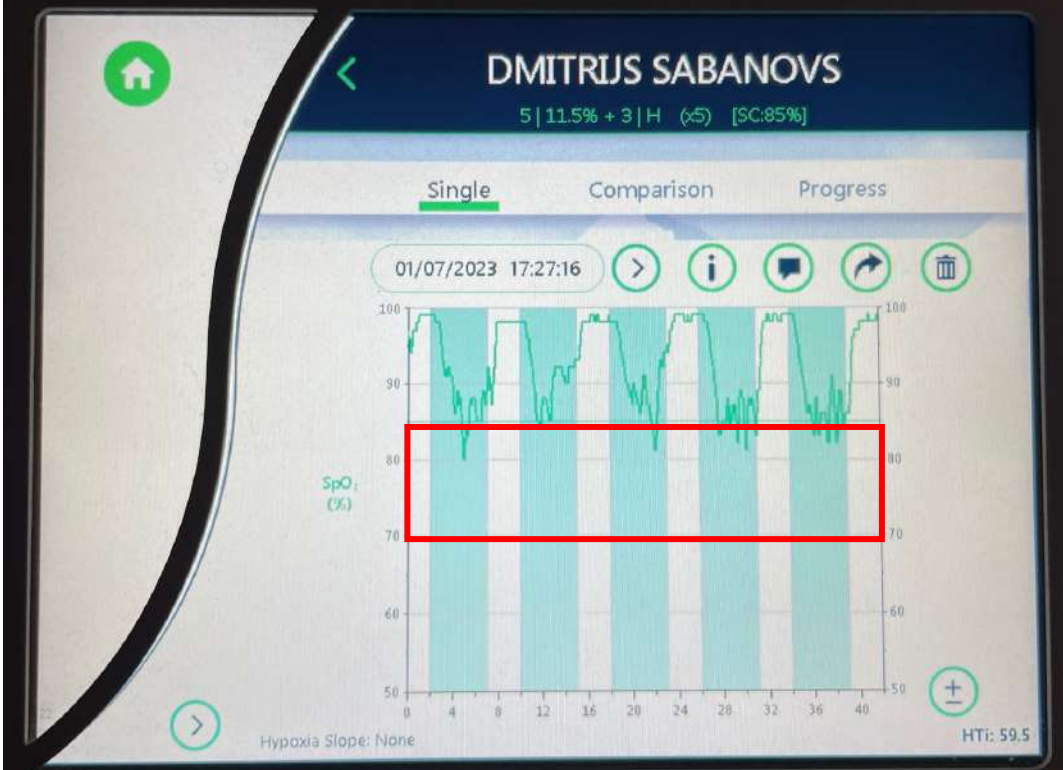 DMITRIJS SABANOVS
5 | 11.5% + 3 | H (x5) [SC:85%]
Single Comparison Progress
01/07/2023 17:27:16
100 100
90 90
80 80
SpO₂
(%)
70 70
60 60
50 50
0 4 8 12 16 20 24 28 32 36 40
22
Hypoxia Slope: None
HTi: 59.5